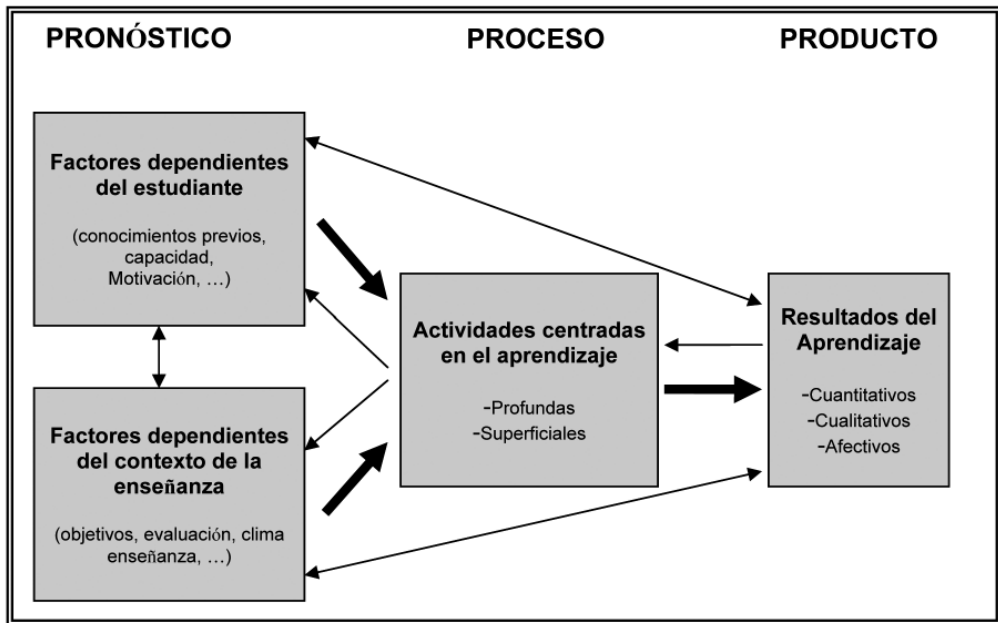 PRONÓSTICO
PROCESO
PRODUCTO
Factores dependientes
del estudiante
(conocimientos previos,
capacidad,
Motivación, ...)
Factores dependientes
del contexto de la
enseñanza
(objetivos, evaluación, clima
enseñanza, ...)
Actividades centradas
en el aprendizaje
-Profundas
-Superficiales
Resultados del
Aprendizaje
-Cuantitativos
-Cualitativos
-Afectivos